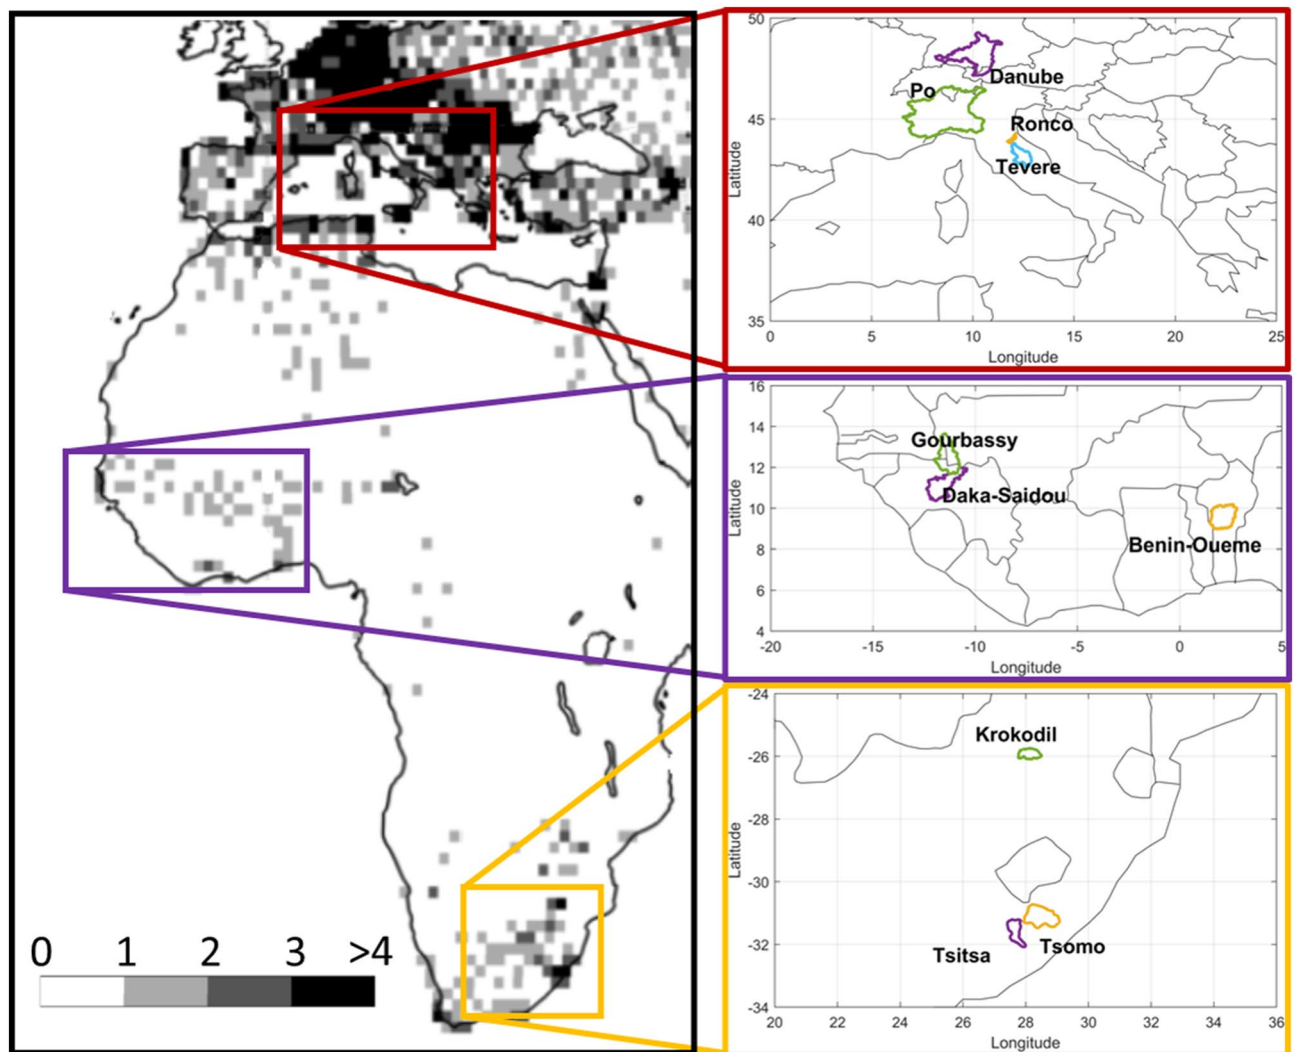 0 1 2 3 >4
50
45
40
35
0 5 10 15 20 25
Latitude
Longitude
Danube
Po
Ronco
Tevere
16
14
12
10
8
6
4
-20 -15 -10 -5 0 5
Latitude
Longitude
Gourbassy
Daka-Saidou
Benin-Oueme
-24
-26
-28
-30
-32
-34
20 22 24 26 28 30 32 34 36
Latitude
Longitude
Krokodil
Tsitsa
Tsomo